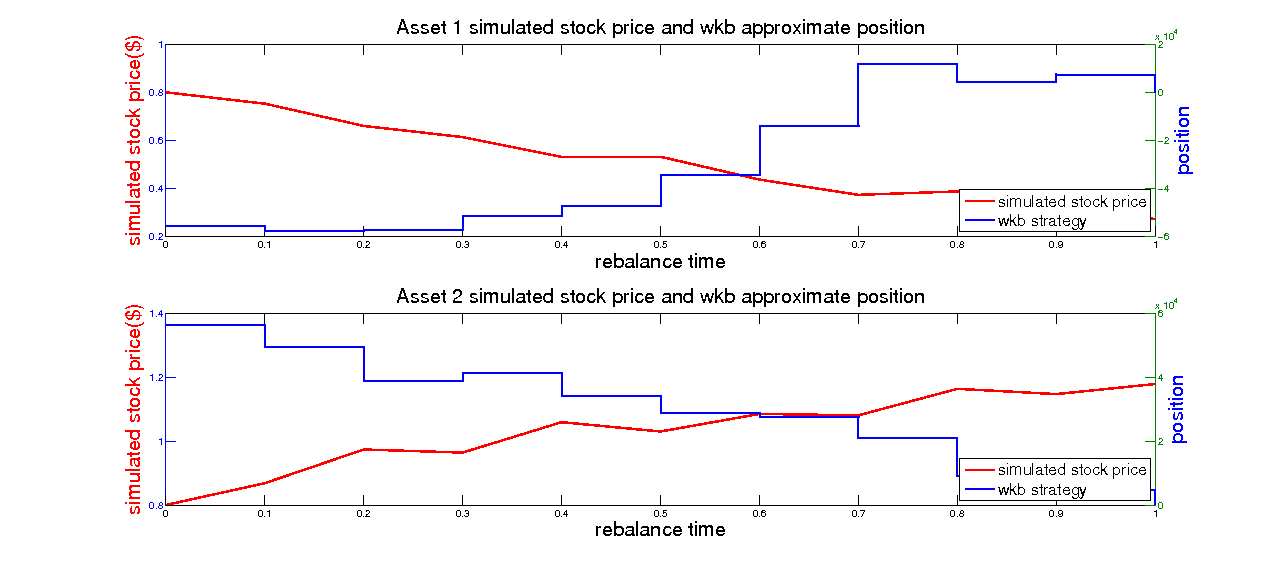 Asset 1 simulated stock price and wkb approximate position
x 10^4
simulated stock price($)
1
0.8
0.6
0.4
0.2
2
0
−2
−4
−6
position
simulated stock price
wkb strategy
0 0.1 0.2 0.3 0.4 0.5 0.6 0.7 0.8 0.9 1
rebalance time
Asset 2 simulated stock price and wkb approximate position
x 10^4
simulated stock price($)
1.4
1.2
1
0.8
6
4
2
0
position
simulated stock price
wkb strategy
0 0.1 0.2 0.3 0.4 0.5 0.6 0.7 0.8 0.9 1
rebalance time